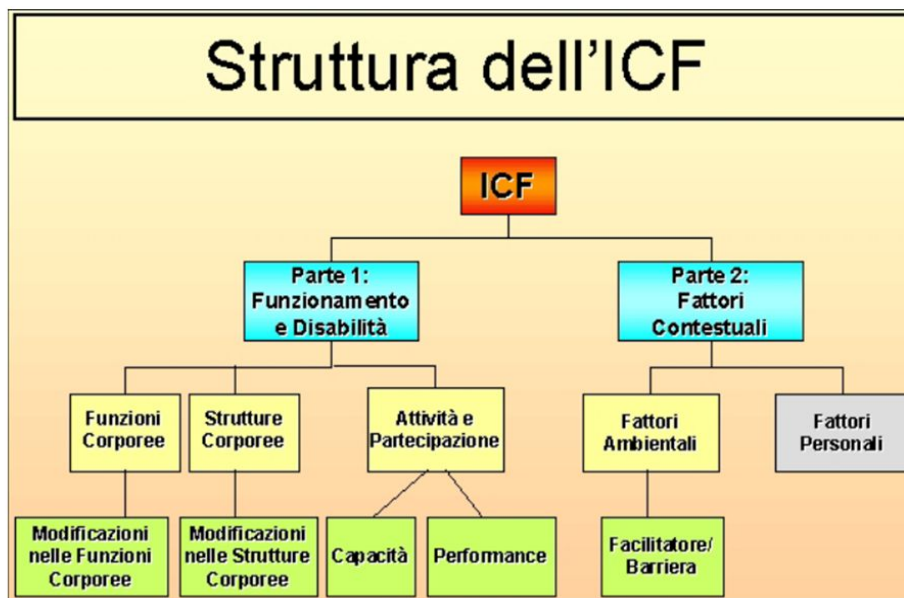 Struttura dell'ICF
ICF
Parte 1:
Funzionamento
e Disabilità
Parte 2:
Fattori
Contestuali
Funzioni
Corporee
Strutture
Corporee
Attività e
Partecipazione
Fattori
Ambientali
Fattori
Personali
Modificazioni
nelle Funzioni
Corporee
Modificazioni
nelle Strutture
Corporee
Capacità
Performance
Facilitatore/
Barriera